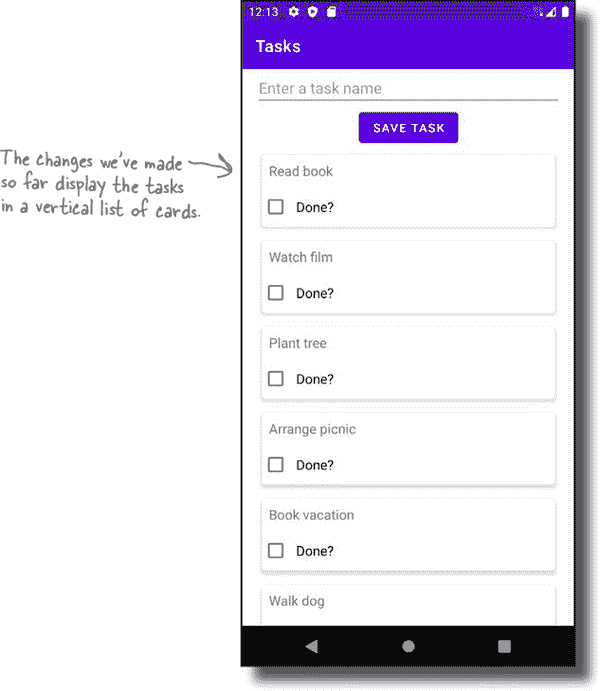 12:13
Tasks
Enter a task name
SAVE TASK
The changes we've made
so far display the tasks
in a vertical list of cards.
Read book
Done?
Watch film
Done?
Plant tree
Done?
Arrange picnic
Done?
Book vacation
Done?
Walk dog